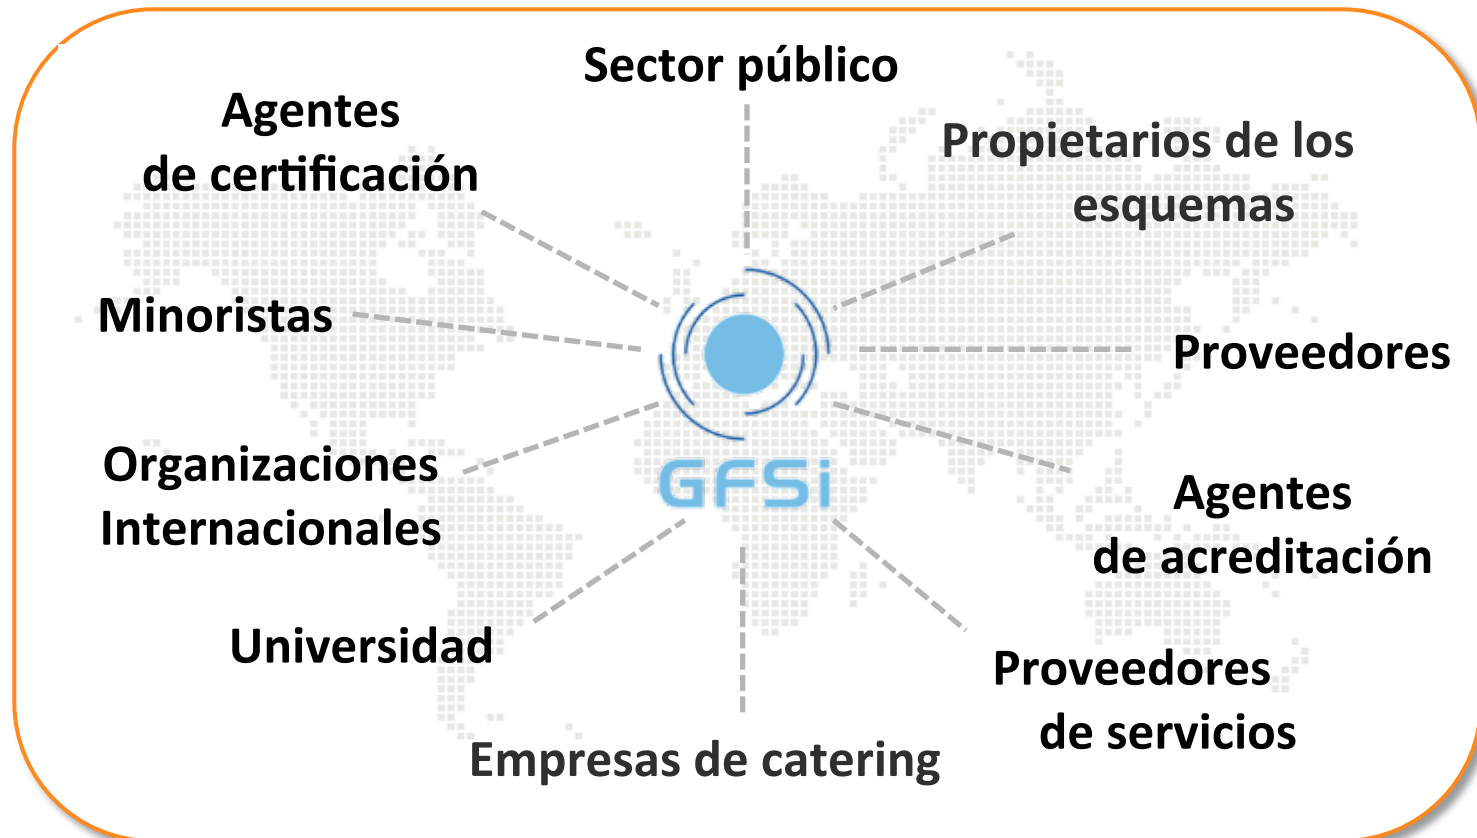 Sector público
Agentes
de certificación
Propietarios de los
esquemas
Minoristas
Proveedores
Organizaciones
Internacionales
GFSi
Agentes
de acreditación
Universidad
Proveedores
de servicios
Empresas de catering